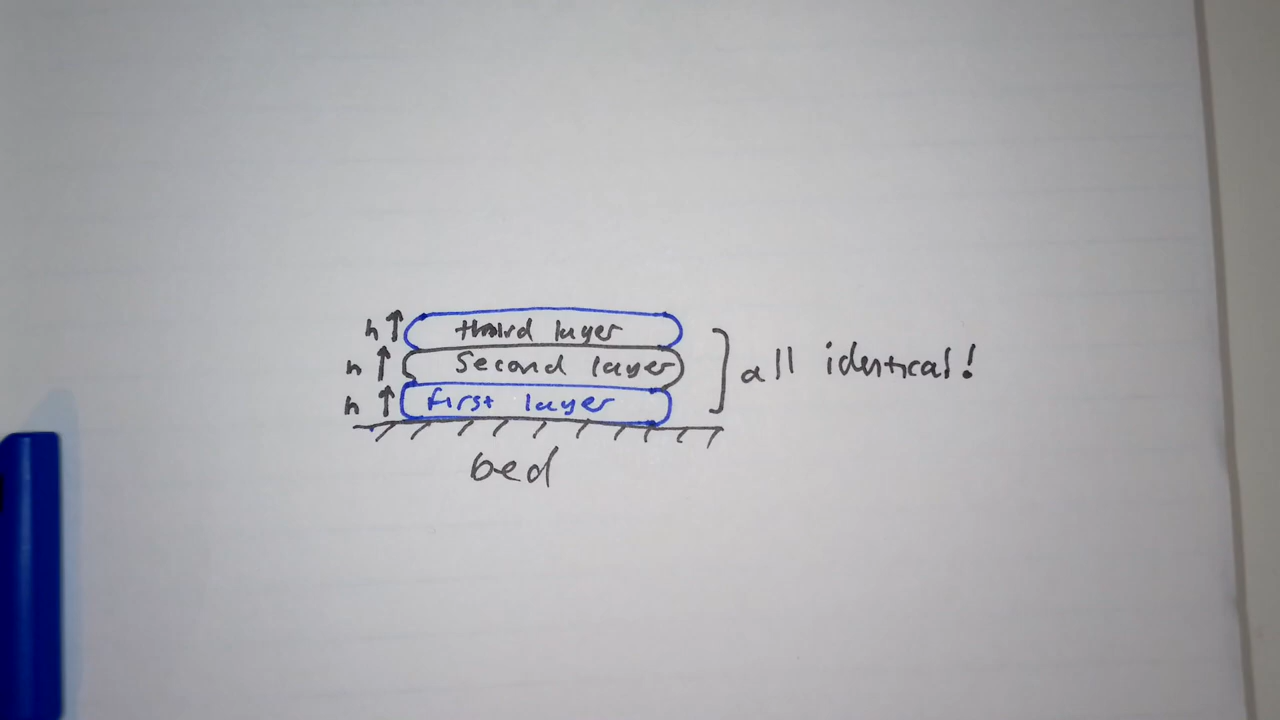 h third layer
h Second layer
h first layer
all identical!
bed